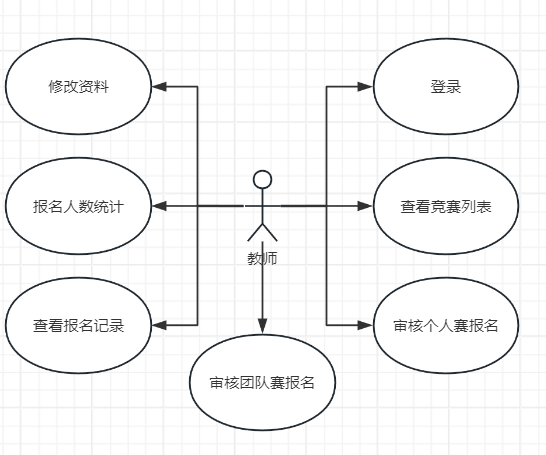 修改资料
登录
报名人数统计
查看竞赛列表
教师
查看报名记录
审核个人赛报名
审核团队赛报名